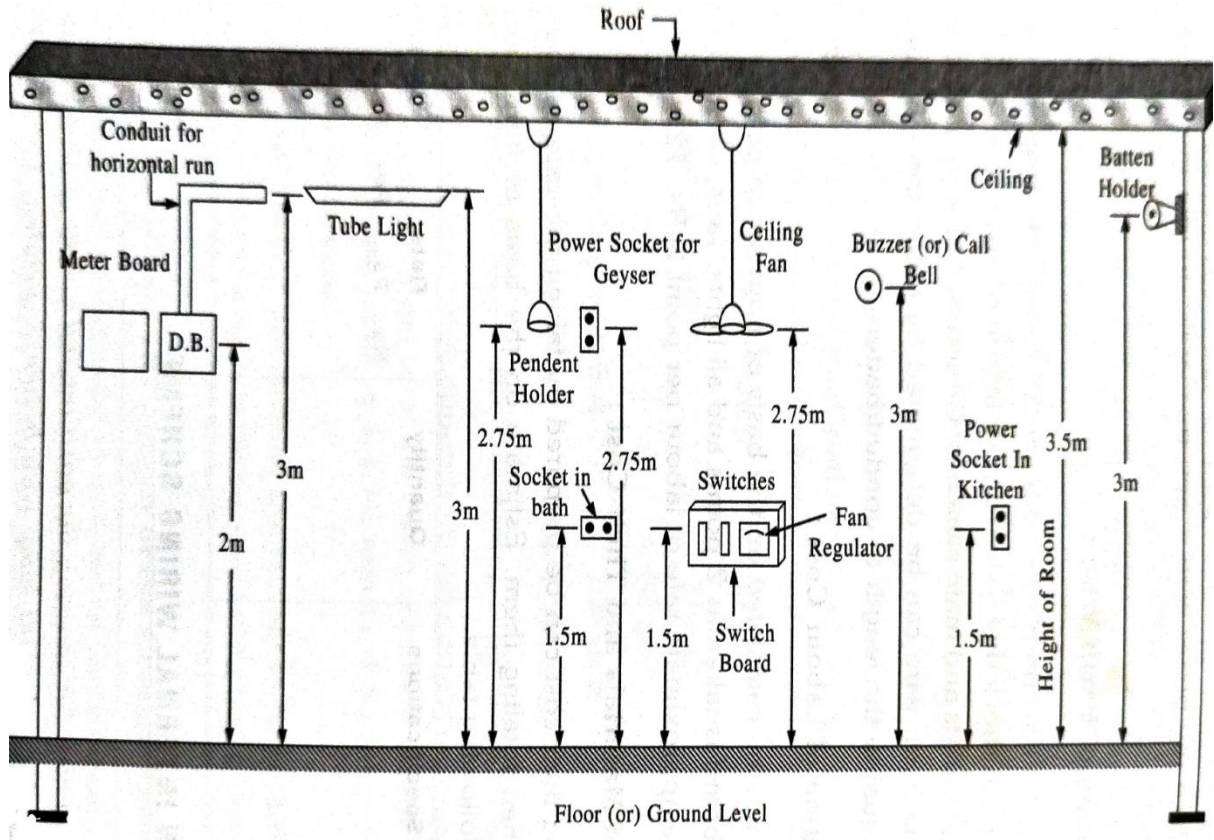 Roof
Conduit for
horizontal run
Ceiling
Batten
Holder
Tube Light
Power Socket for
Geyser
Ceiling
Fan
Buzzer (or) Call
Bell
Meter Board
D.B.
Pendent
Holder
2.75m
2.75m
2.75m
3m
3.5m
Power
Socket In
Kitchen
3m
3m
3m
Socket in
bath
Switches
Fan
Regulator
2m
1.5m
1.5m
Switch
Board
1.5m
Height of Room
Floor (or) Ground Level